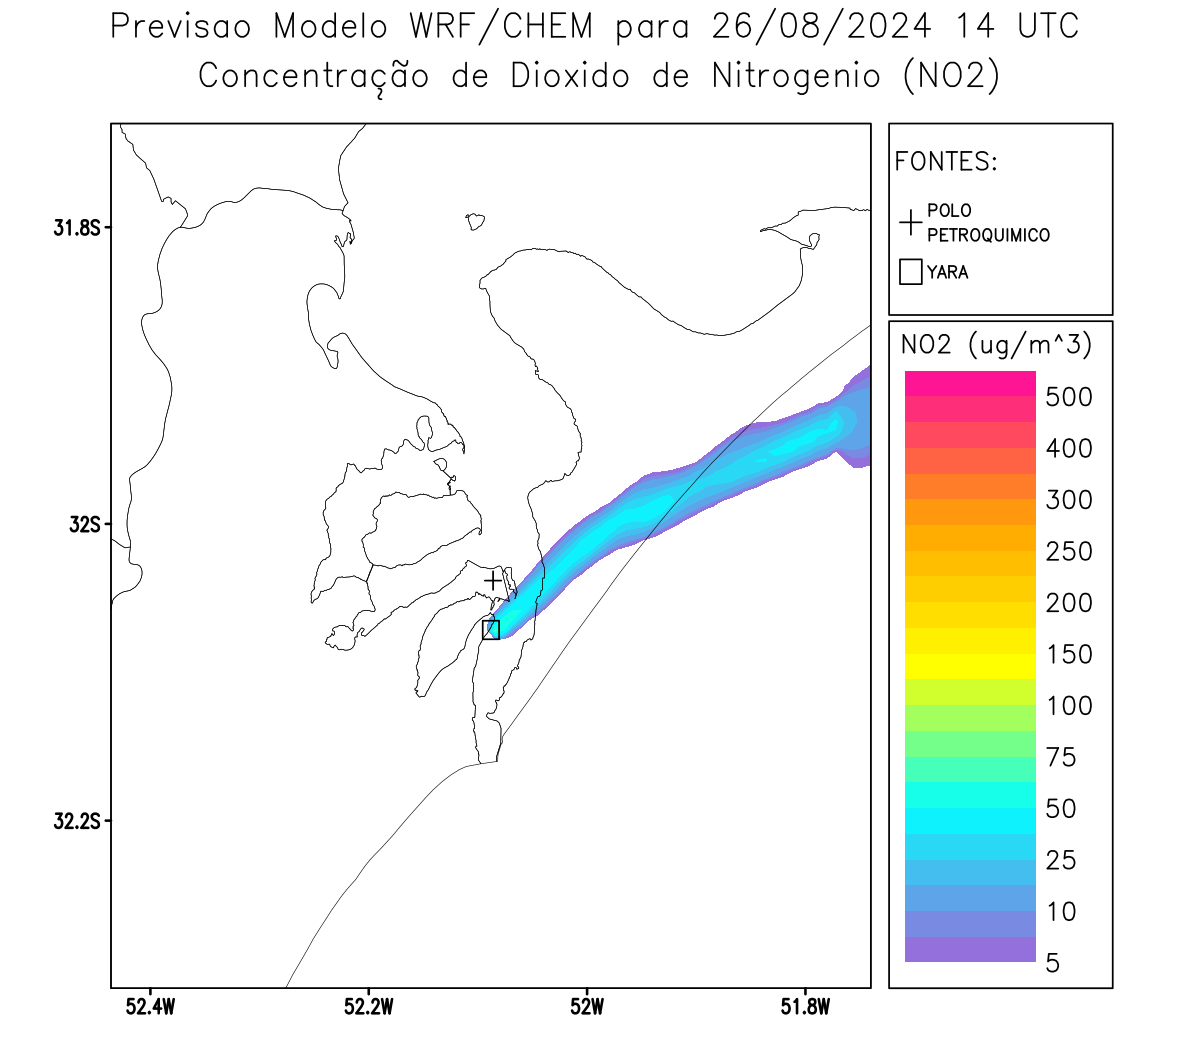 Previsao Modelo WRF/CHEM para 26/08/2024 14 UTC
Concentração de Dioxido de Nitrogenio (NO2)
FONTES:
POLO
PETROQUIMICO
YARA
NO2 (ug/m^3)
500
400
300
250
200
150
100
75
50
25
10
5
31.8S
32S
32.2S
52.4W
52.2W
52W
51.8W